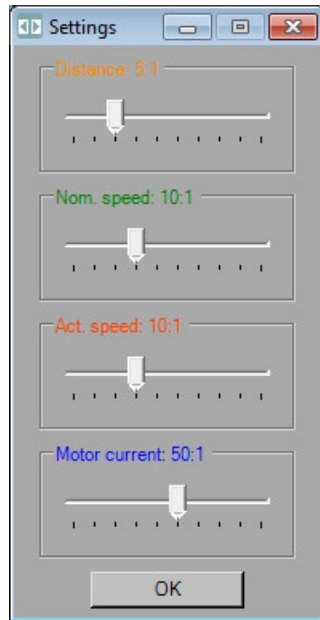 Settings
Distance: 5:1
Nom. speed: 10:1
Act. speed: 10:1
Motor current: 50:1
OK